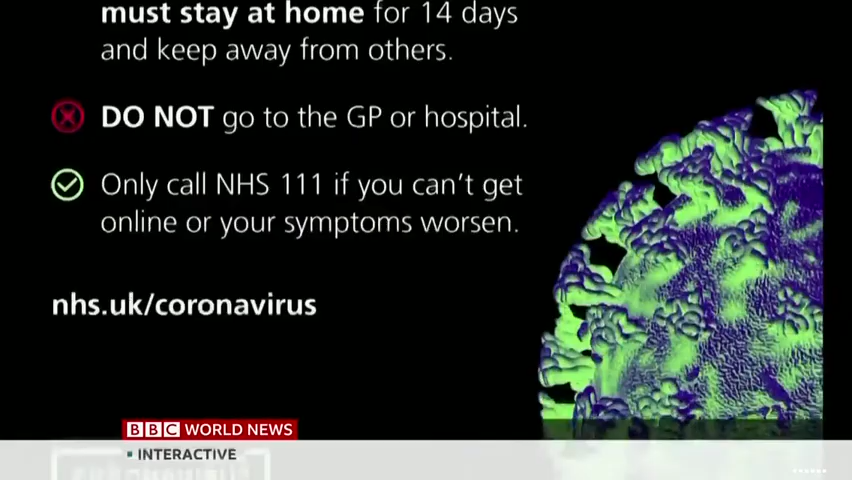 must stay at home for 14 days
and keep away from others.
DO NOT go to the GP or hospital.
Only call NHS 111 if you can't get
online or your symptoms worsen.
nhs.uk/coronavirus
BBC WORLD NEWS
INTERACTIVE